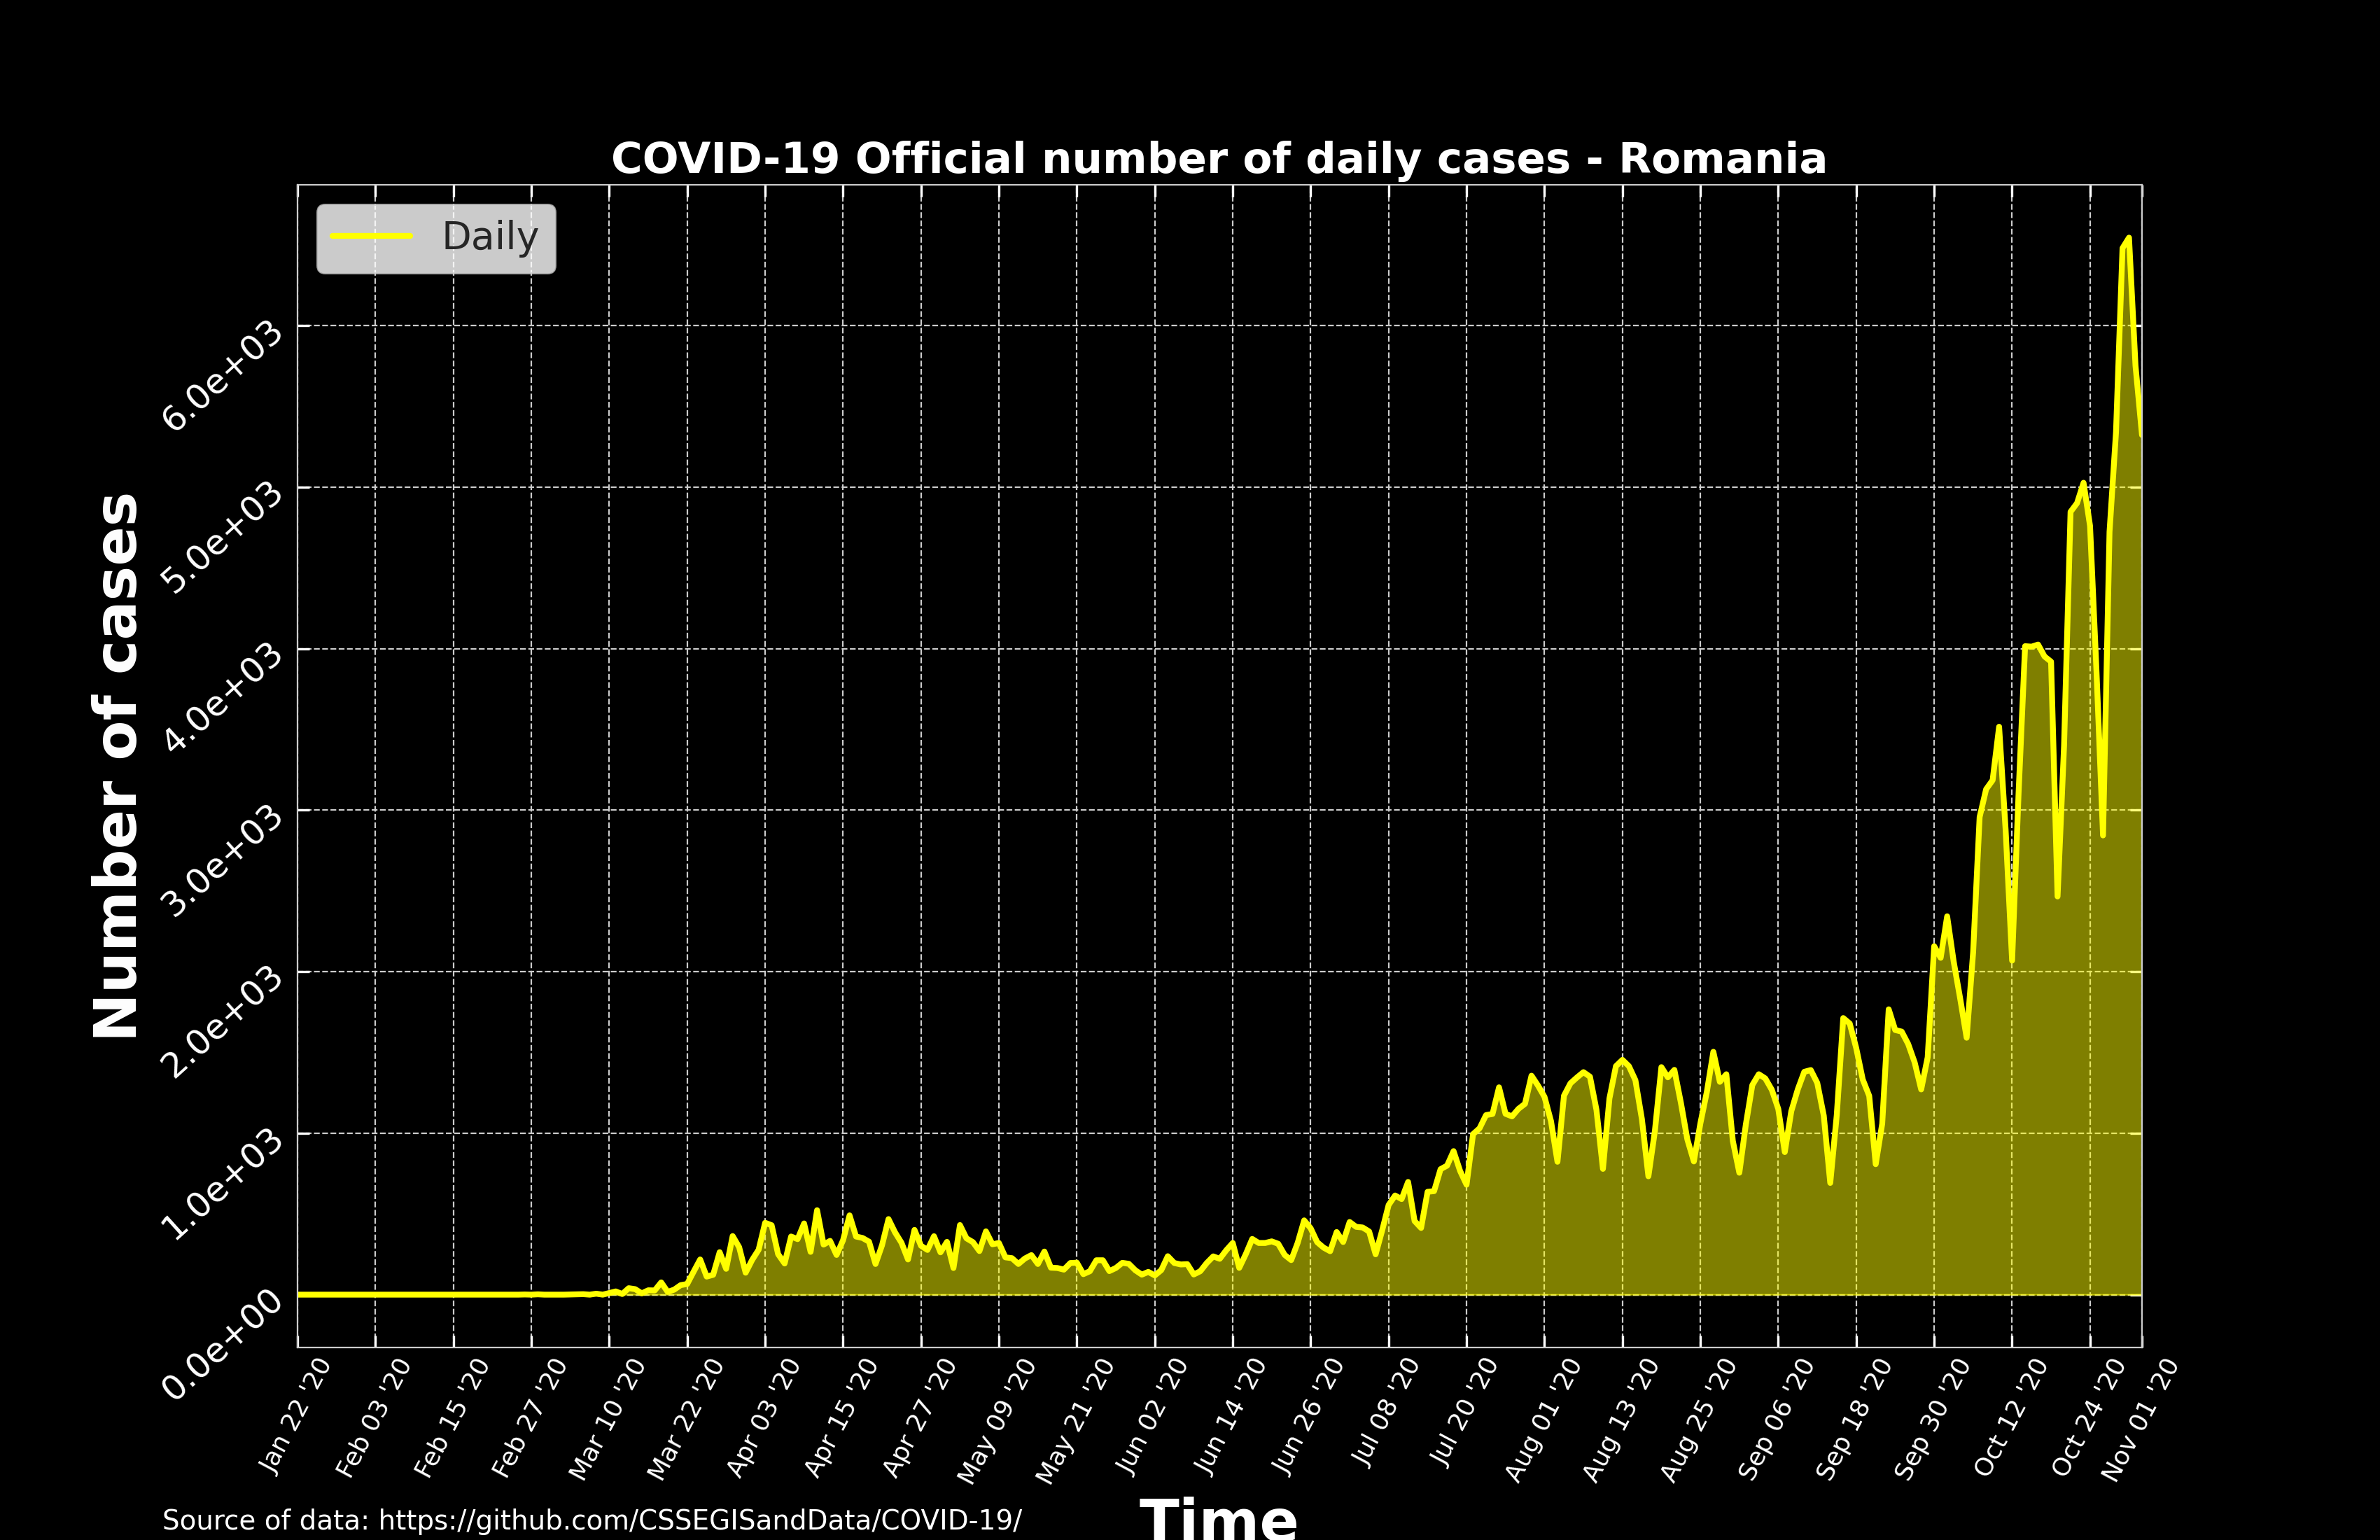 COVID-19 Official number of daily cases - Romania
Daily
Number of cases
6.0e+03
5.0e+03
4.0e+03
3.0e+03
2.0e+03
1.0e+03
0.0e+00
Jan 22 '20
Feb 03 '20
Feb 15 '20
Feb 27 '20
Mar 10 '20
Mar 22 '20
Apr 03 '20
Apr 15 '20
Apr 27 '20
May 09 '20
May 21 '20
Jun 02 '20
Jun 14 '20
Jun 26 '20
Jul 08 '20
Jul 20 '20
Aug 01 '20
Aug 13 '20
Aug 25 '20
Sep 06 '20
Sep 18 '20
Sep 30 '20
Oct 12 '20
Oct 24 '20
Nov 01 '20
Time
Source of data: https://github.com/CSSEGISandData/COVID-19/